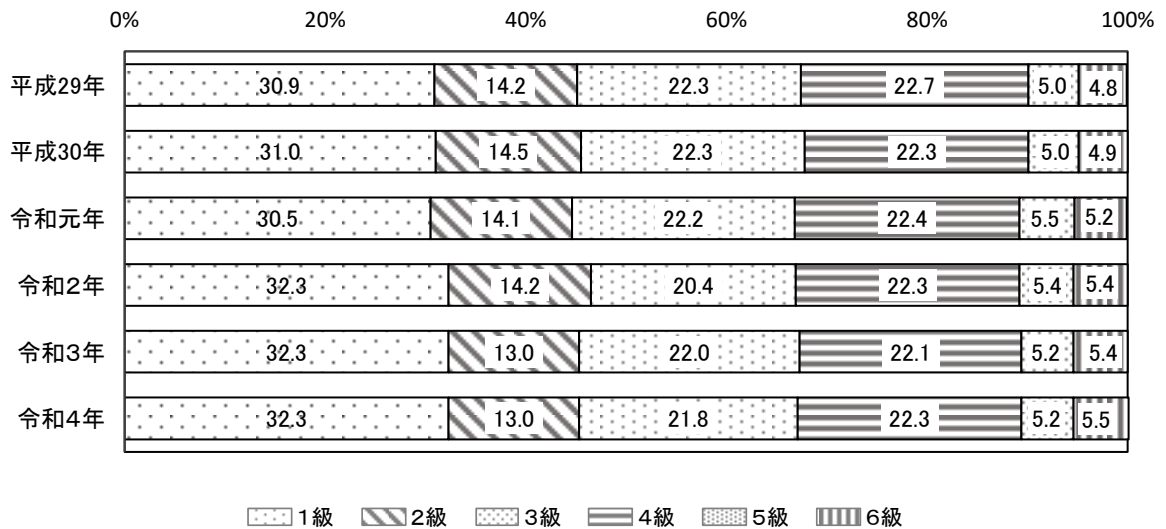 0% 20% 40% 60% 80% 100%
平成29年 30.9 14.2 22.3 22.7 5.0 4.8
平成30年 31.0 14.5 22.3 22.3 5.0 4.9
令和元年 30.5 14.1 22.2 22.4 5.5 5.2
令和２年 32.3 14.2 20.4 22.3 5.4 5.4
令和３年 32.3 13.0 22.0 22.1 5.2 5.4
令和４年 32.3 13.0 21.8 22.3 5.2 5.5
１級 ２級 ３級 ４級 ５級 ６級